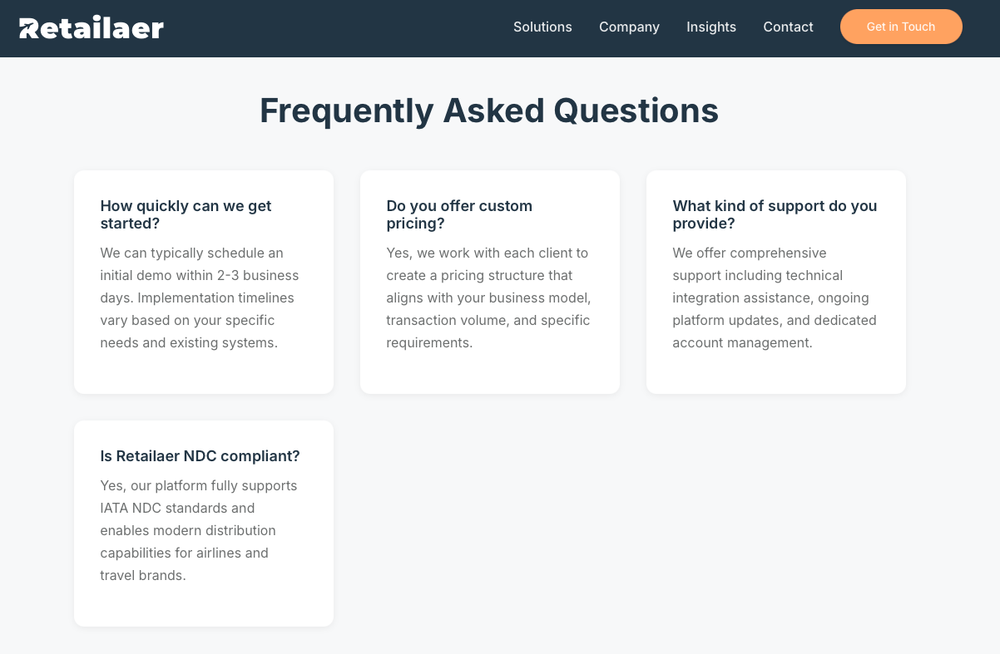 Retailaer
Solutions
Company
Insights
Contact
Get in Touch
Frequently Asked Questions
How quickly can we get
started?
We can typically schedule an
initial demo within 2-3 business
days. Implementation timelines
vary based on your specific
needs and existing systems.
Do you offer custom
pricing?
Yes, we work with each client to
create a pricing structure that
aligns with your business model,
transaction volume, and specific
requirements.
What kind of support do you
provide?
We offer comprehensive
support including technical
integration assistance, ongoing
platform updates, and dedicated
account management.
Is Retailaer NDC compliant?
Yes, our platform fully supports
IATA NDC standards and
enables modern distribution
capabilities for airlines and
travel brands.